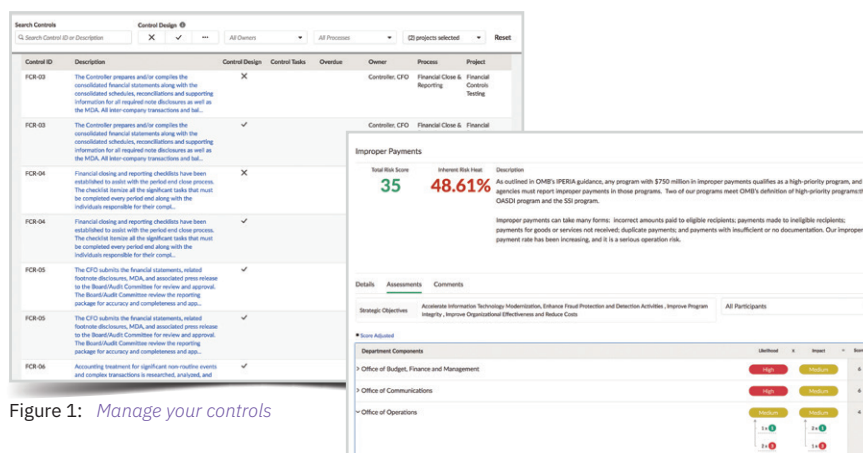 Search Controls
Control Design
Search Control ID or Description
All Owners
All Processes
(2) projects selected
Reset
Control ID Description Control Design Control Tasks Overdue Owner Process Project
FCR-03 The Controller prepares and/or compiles the Controller, CFO Financial Close & Financial
consolidated financial statements along with the Reporting Controls
consolidated schedules, reconciliations and supporting Testing
information for all required note disclosures as well as
the MDA. All inter-company transactions and bal...
FCR-03 The Controller prepares and/or compiles the Controller, CFO Financial Close & Financial
consolidated financial statements along with the
consolidated schedules, reconciliations and supporting
information for all required note disclosures as well as
the MDA. All inter-company transactions and bal...
FCR-04 Financial closing and reporting checklists have been
established to assist with the period end close process.
The checklist itemize all the significant tasks that must
be completed every period end along with the
individuals responsible for their compl...
FCR-04 Financial closing and reporting checklists have been
established to assist with the period end close process.
The checklist itemize all the significant tasks that must
be completed every period end along with the
individuals responsible for their compl...
FCR-05 The CFO submits the financial statements, related
footnote disclosures, MDA, and associated press release
to the Board/Audit Committee for review and approval.
The Board/Audit Committee review the reporting
package for accuracy and completeness and app...
FCR-05 The CFO submits the financial statements, related
footnote disclosures, MDA, and associated press release
to the Board/Audit Committee for review and approval.
The Board/Audit Committee review the reporting
package for accuracy and completeness and app...
FCR-06 Accounting treatment for significant non-routine events
and complex transactions is researched, analyzed, and
Figure 1: Manage your controls
Improper Payments
Total Risk Score Inherent Risk Heat Description
35 48.61%
As outlined in OMB's IPERIA guidance, any program with $750 million in improper payments qualifies as a high-priority program, and
agencies must report improper payments in those programs. Two of our programs meet OMB's definition of high-priority programs:th
OASDI program and the SSI program.
Improper payments can take many forms: incorrect amounts paid to eligible recipients; payments made to ineligible recipients;
payments for goods or services not received; duplicate payments; and payments with insufficient or no documentation. Our improper
payment rate has been increasing, and it is a serious operation risk.
Details Assessments Comments
Strategic Objectives Accelerate Information Technology Modernization, Enhance Fraud Protection and Detection Activities , Improve Program All Participants
Integrity , Improve Organizational Effectiveness and Reduce Costs
Score Adjusted
Department Components Likelihood x Impact
Office of Budget, Finance and Management High Medium 6
Office of Communications High Medium 6
Office of Operations Medium Medium 4
1 x 1 2 x 1